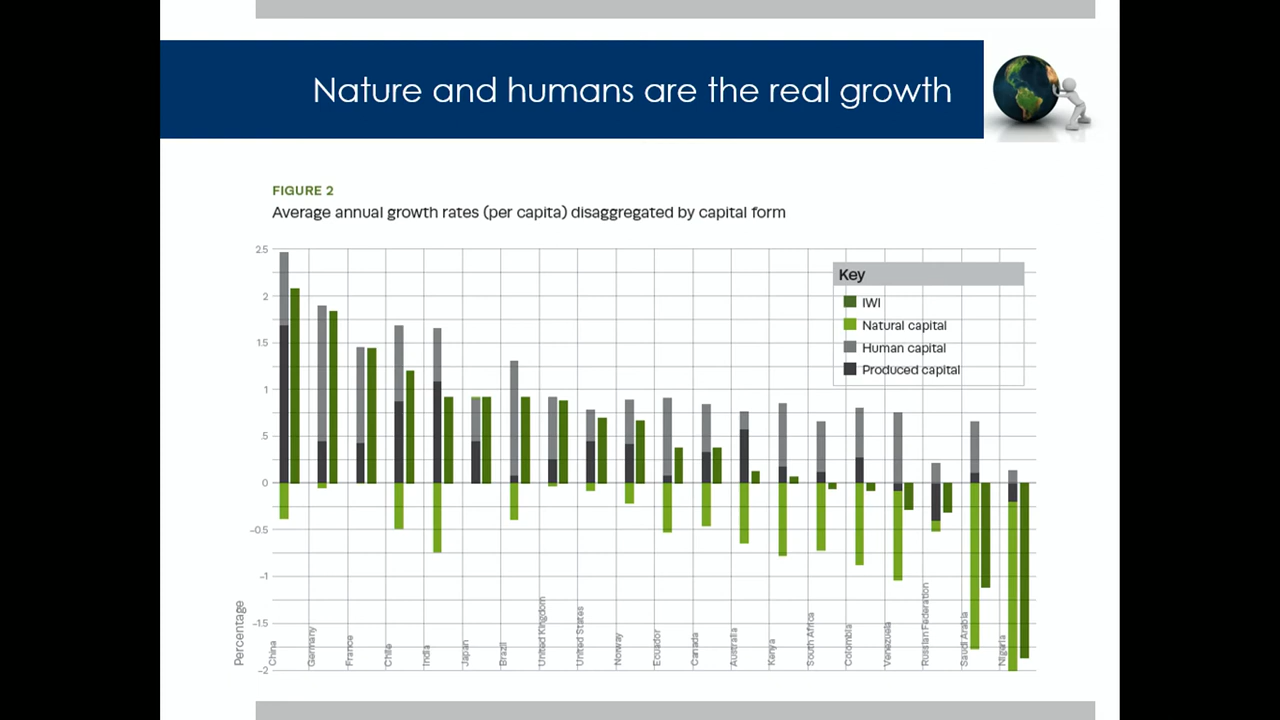 Nature and humans are the real growth
FIGURE 2
Average annual growth rates (per capita) disaggregated by capital form
2.5
2
1.5
1
.5
0
-0.5
-1
-1.5
-2
Percentage
Key
IWI
Natural capital
Human capital
Produced capital
China
Germany
France
Chile
India
Japan
Brazil
United Kingdom
United States
Norway
Ecuador
Canada
Australia
Kenya
South Africa
Colombia
Venezuela
Russian Federation
Saudi Arabia
Nigeria